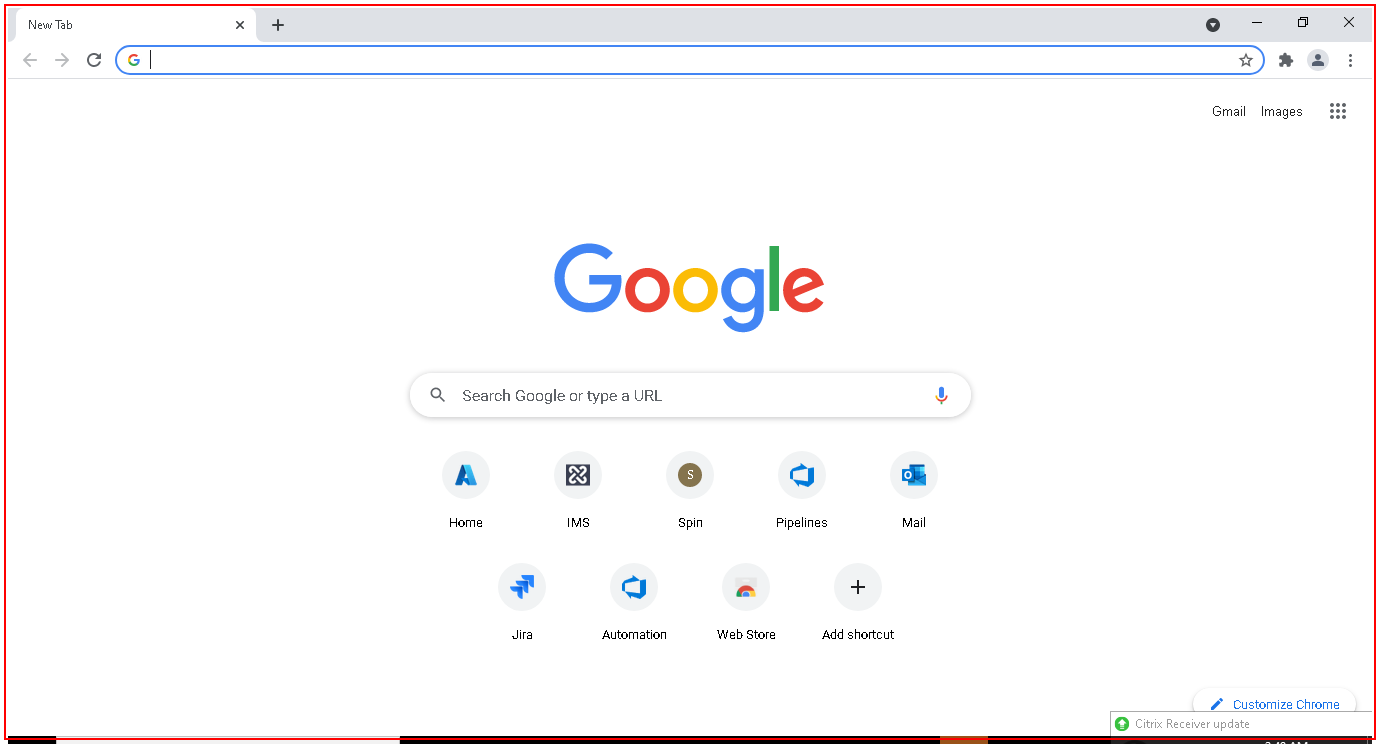 New Tab
Gmail Images
Google
Search Google or type a URL
S
Home IMS Spin Pipelines Mail
Jira Automation Web Store Add shortcut
Customize Chrome
Citrix Receiver update